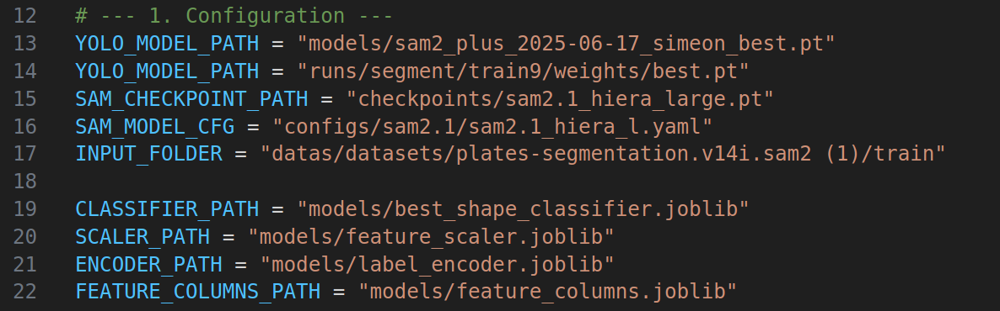 12 # --- 1. Configuration ---
13 YOLO_MODEL_PATH = "models/sam2_plus_2025-06-17_simeon_best.pt"
14 YOLO_MODEL_PATH = "runs/segment/train9/weights/best.pt"
15 SAM_CHECKPOINT_PATH = "checkpoints/sam2.1_hiera_large.pt"
16 SAM_MODEL_CFG = "configs/sam2.1/sam2.1_hiera_l.yaml"
17 INPUT_FOLDER = "datas/datasets/plates-segmentation.v14i.sam2 (1)/train"
18
19 CLASSIFIER_PATH = "models/best_shape_classifier.joblib"
20 SCALER_PATH = "models/feature_scaler.joblib"
21 ENCODER_PATH = "models/label_encoder.joblib"
22 FEATURE_COLUMNS_PATH = "models/feature_columns.joblib"